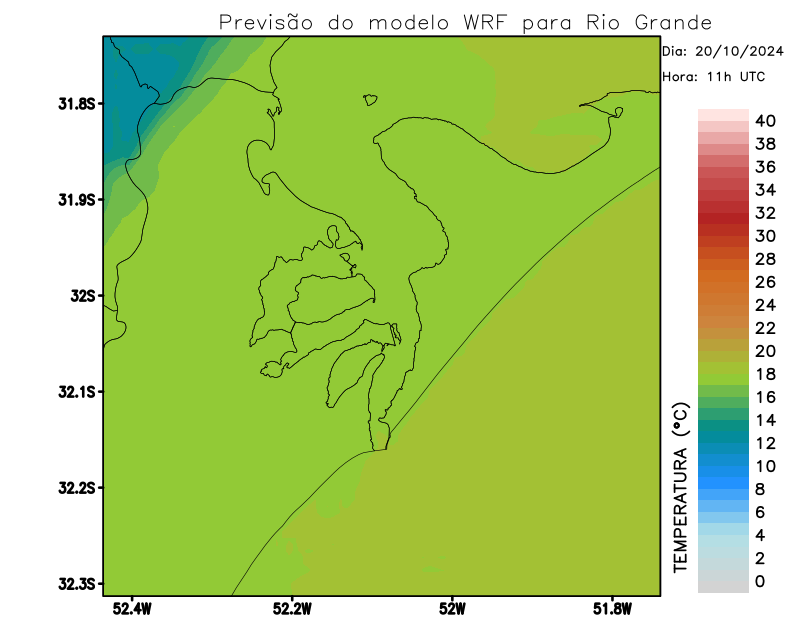 Previsão do modelo WRF para Rio Grande
Dia: 20/10/2024
Hora: 11h UTC
31.8S
31.9S
32S
32.1S
32.2S
32.3S
52.4W
52.2W
52W
51.8W
TEMPERATURA (°C)
40
38
36
34
32
30
28
26
24
22
20
18
16
14
12
10
8
6
4
2
0